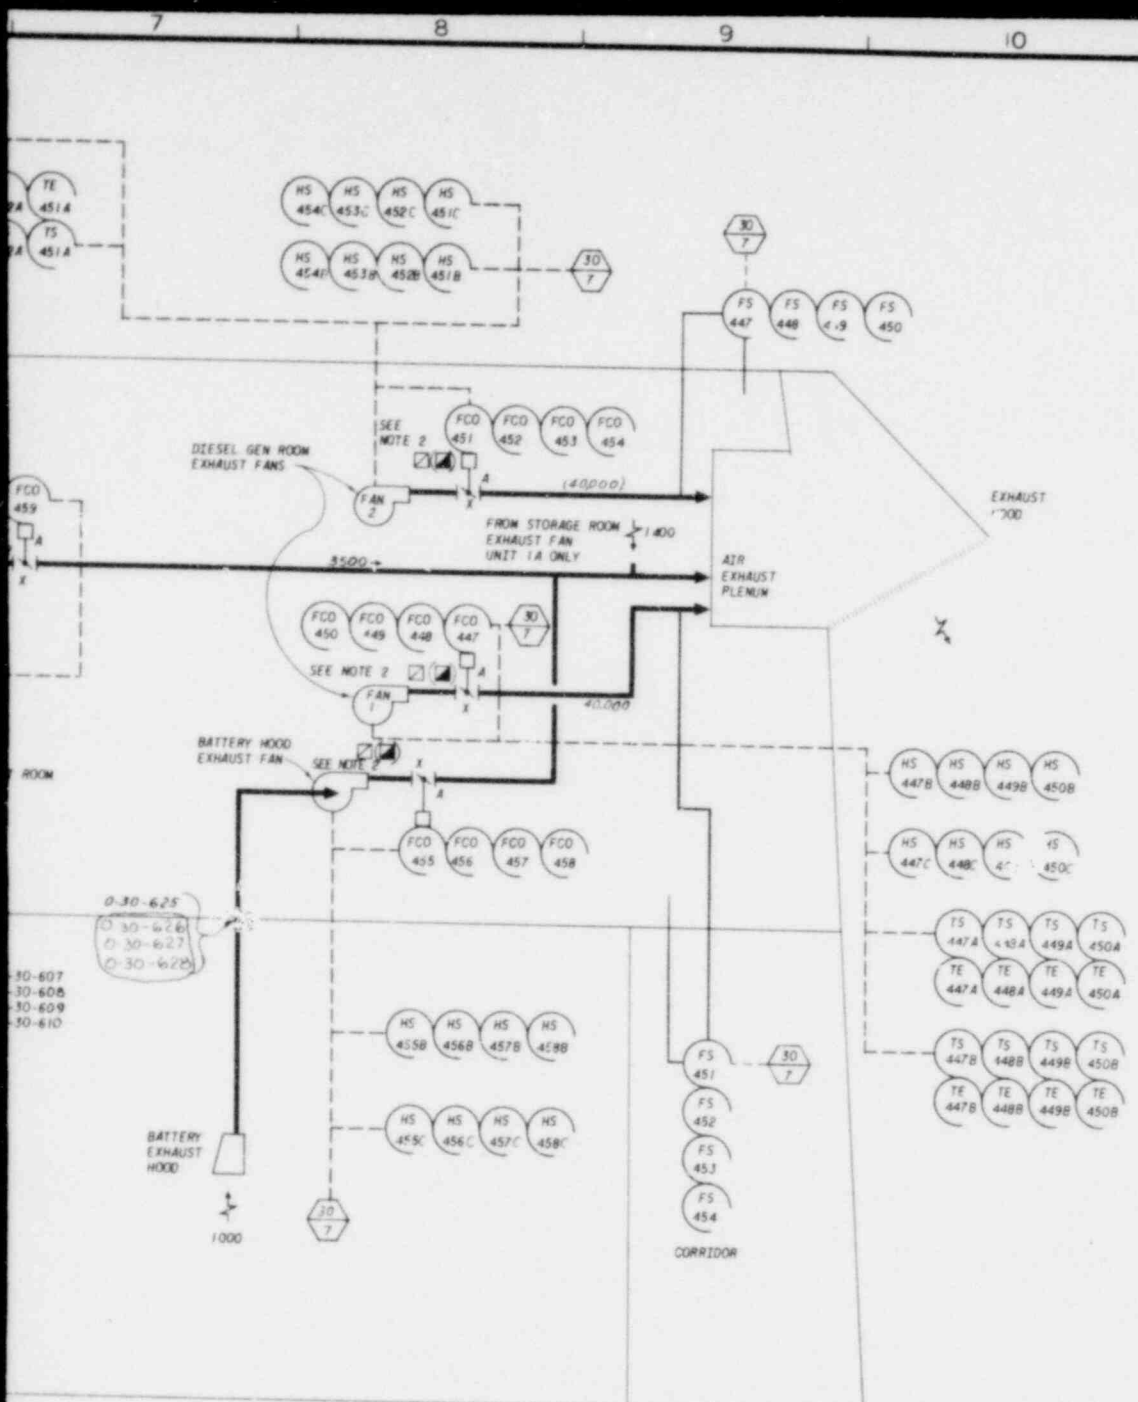 7 8 9 10
TE 451A
TS 451A
HS 454C HS 453C HS 452C HS 451C
HS HS 453B HS 452B HS 451B
30 7
30 7
FS 447 FS 448 FS FS 450
SEE NOTE 2
FCO 451 FCO 452 FCO 453 FCO 454
DIESEL GEN ROOM
EXHAUST FANS
A
FAN 2
X
(40,000)
EXHAUST
FCO 459
A
X
FROM STORAGE ROOM
EXHAUST FAN
UNIT 1A ONLY
1400
3500
AIR
EXHAUST
PLENUM
FCO 450 FCO 449 FCO 448 FCO 447
30 7
SEE NOTE 2
A
FAN 1
X
40,000
BATTERY HOOD
EXHAUST FAN
SEE NOTE 2
X
A
ROOM
FCO 455 FCO 456 FCO 457 FCO 458
HS 447B HS 448B HS 449B HS 450B
HS 447C HS 448C HS 450C
0-30-625
0-30-626
0-30-627
0-30-628
TS 447A TS TS 449A TS 450A
TE 447A TE 448A TE 449A TE 450A
30-607
30-608
30-609
30-610
HS 455B HS 456B HS 457B HS 458B
TS 447B TS 448B TS 449B TS 450B
TE 447B TE 448B TE 449B TE 450B
FS 451
30 7
FS 452
FS 453
FS 454
CORRIDOR
HS 455C HS 456C HS 457C HS 458C
BATTERY
EXHAUST
HOOD
1000
30 7